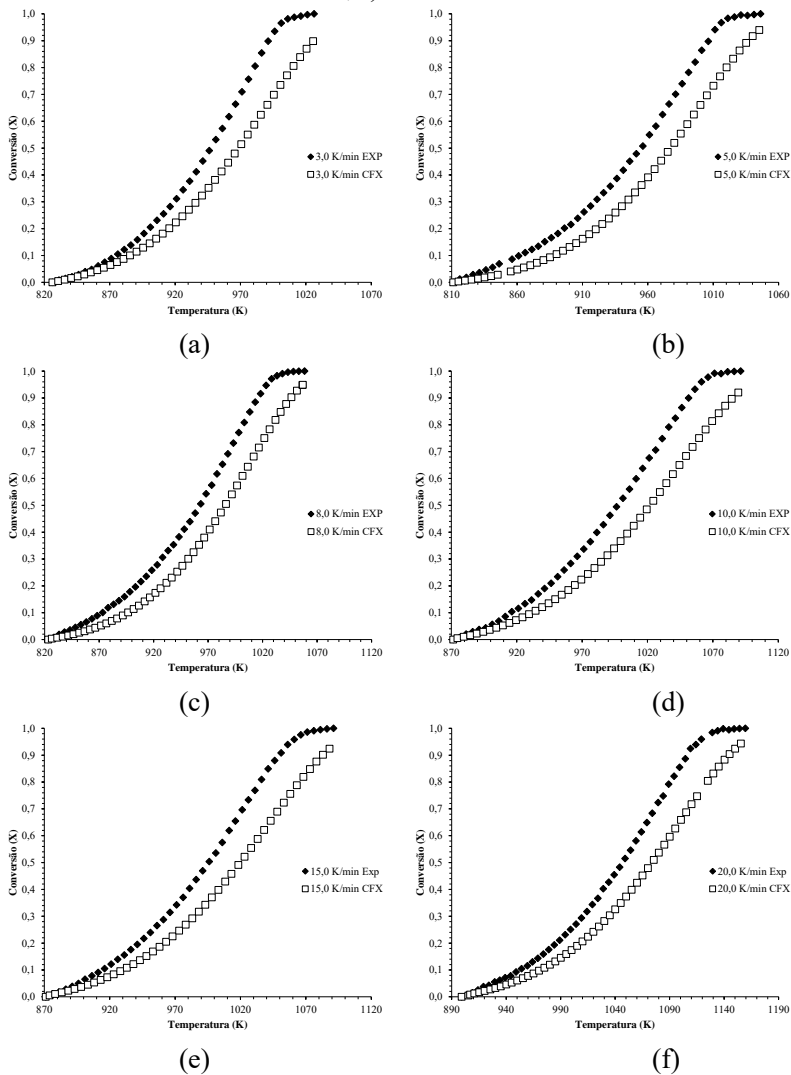 1,0
0,9
0,8
0,7
0,6
0,5
0,4
0,3
0,2
0,1
0,0
Conversão (X)
3,0 K/min EXP
3,0 K/min CFX
820 870 920 970 1020 1070
Temperatura (K)
(a)
1,0
0,9
0,8
0,7
0,6
0,5
0,4
0,3
0,2
0,1
0,0
Conversão (X)
5,0 K/min EXP
5,0 K/min CFX
810 860 910 960 1010 1060
Temperatura (K)
(b)
1,0
0,9
0,8
0,7
0,6
0,5
0,4
0,3
0,2
0,1
0,0
Conversão (X)
8,0 K/min EXP
8,0 K/min CFX
820 870 920 970 1020 1070 1120
Temperatura (K)
(c)
1,0
0,9
0,8
0,7
0,6
0,5
0,4
0,3
0,2
0,1
0,0
Conversão (X)
10,0 K/min EXP
10,0 K/min CFX
870 920 970 1020 1070 1120
Temperatura (K)
(d)
1,0
0,9
0,8
0,7
0,6
0,5
0,4
0,3
0,2
0,1
0,0
Conversão (X)
15,0 K/min Exp
15,0 K/min CFX
870 920 970 1020 1070 1120
Temperatura (K)
(e)
1,0
0,9
0,8
0,7
0,6
0,5
0,4
0,3
0,2
0,1
0,0
Conversão (X)
20,0 K/min Exp
20,0 K/min CFX
890 940 990 1040 1090 1140 1190
Temperatura (K)
(f)